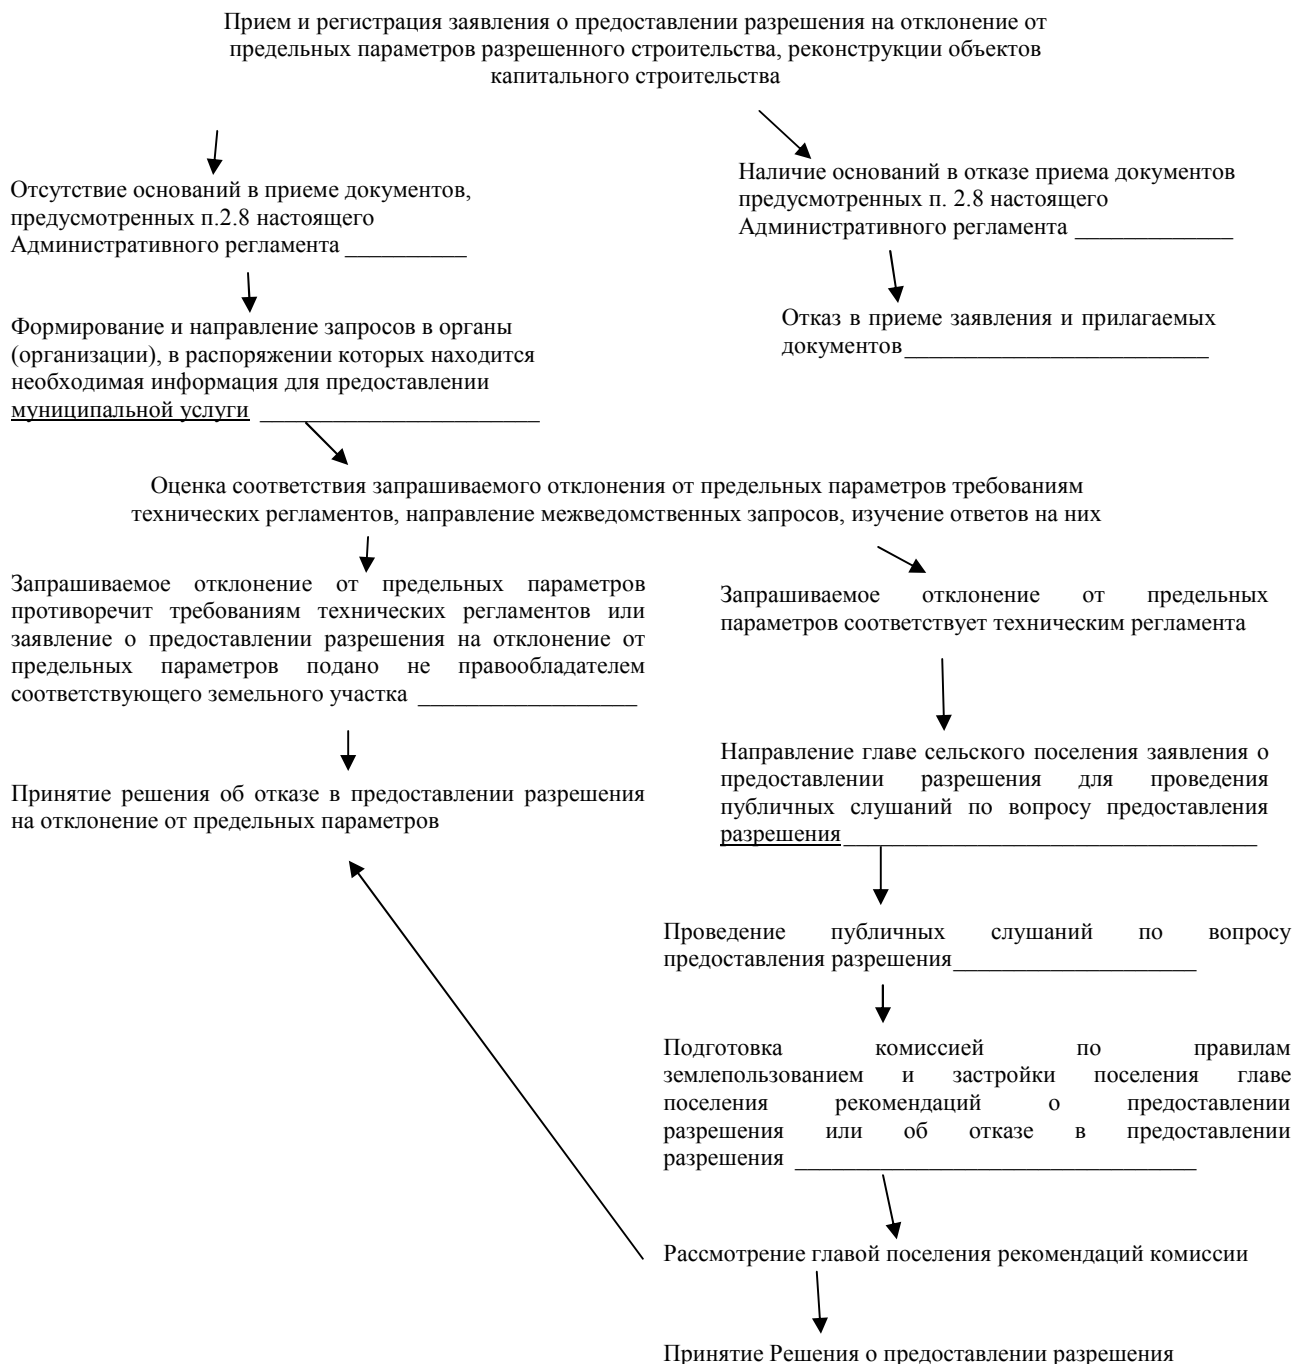 Прием и регистрация заявления о предоставлении разрешения на отклонение от
предельных параметров разрешенного строительства, реконструкции объектов
капитального строительства
Отсутствие оснований в приеме документов,
предусмотренных п.2.8 настоящего
Административного регламента __________
Наличие оснований в отказе приема документов
предусмотренных п. 2.8 настоящего
Административного регламента _____________
Формирование и направление запросов в органы
(организации), в распоряжении которых находится
необходимая информация для предоставлении
муниципальной услуги _______________________
Отказ в приеме заявления и прилагаемых
документов_________________________
Оценка соответствия запрашиваемого отклонения от предельных параметров требованиям
технических регламентов, направление межведомственных запросов, изучение ответов на них
Запрашиваемое отклонение от предельных параметров
противоречит требованиям технических регламентов или
заявление о предоставлении разрешения на отклонение от
предельных параметров подано не правообладателем
соответствующего земельного участка __________________
Запрашиваемое отклонение от предельных
параметров соответствует техническим регламента
Принятие решения об отказе в предоставлении разрешения
на отклонение от предельных параметров
Направление главе сельского поселения заявления о
предоставлении разрешения для проведения
публичных слушаний по вопросу предоставления
разрешения__________________________________
Проведение публичных слушаний по вопросу
предоставления разрешения____________________
Подготовка комиссией по правилам
землепользованием и застройки поселения главе
поселения рекомендаций о предоставлении
разрешения или об отказе в предоставлении
разрешения _________________________________
Рассмотрение главой поселения рекомендаций комиссии
Принятие Решения о предоставлении разрешения